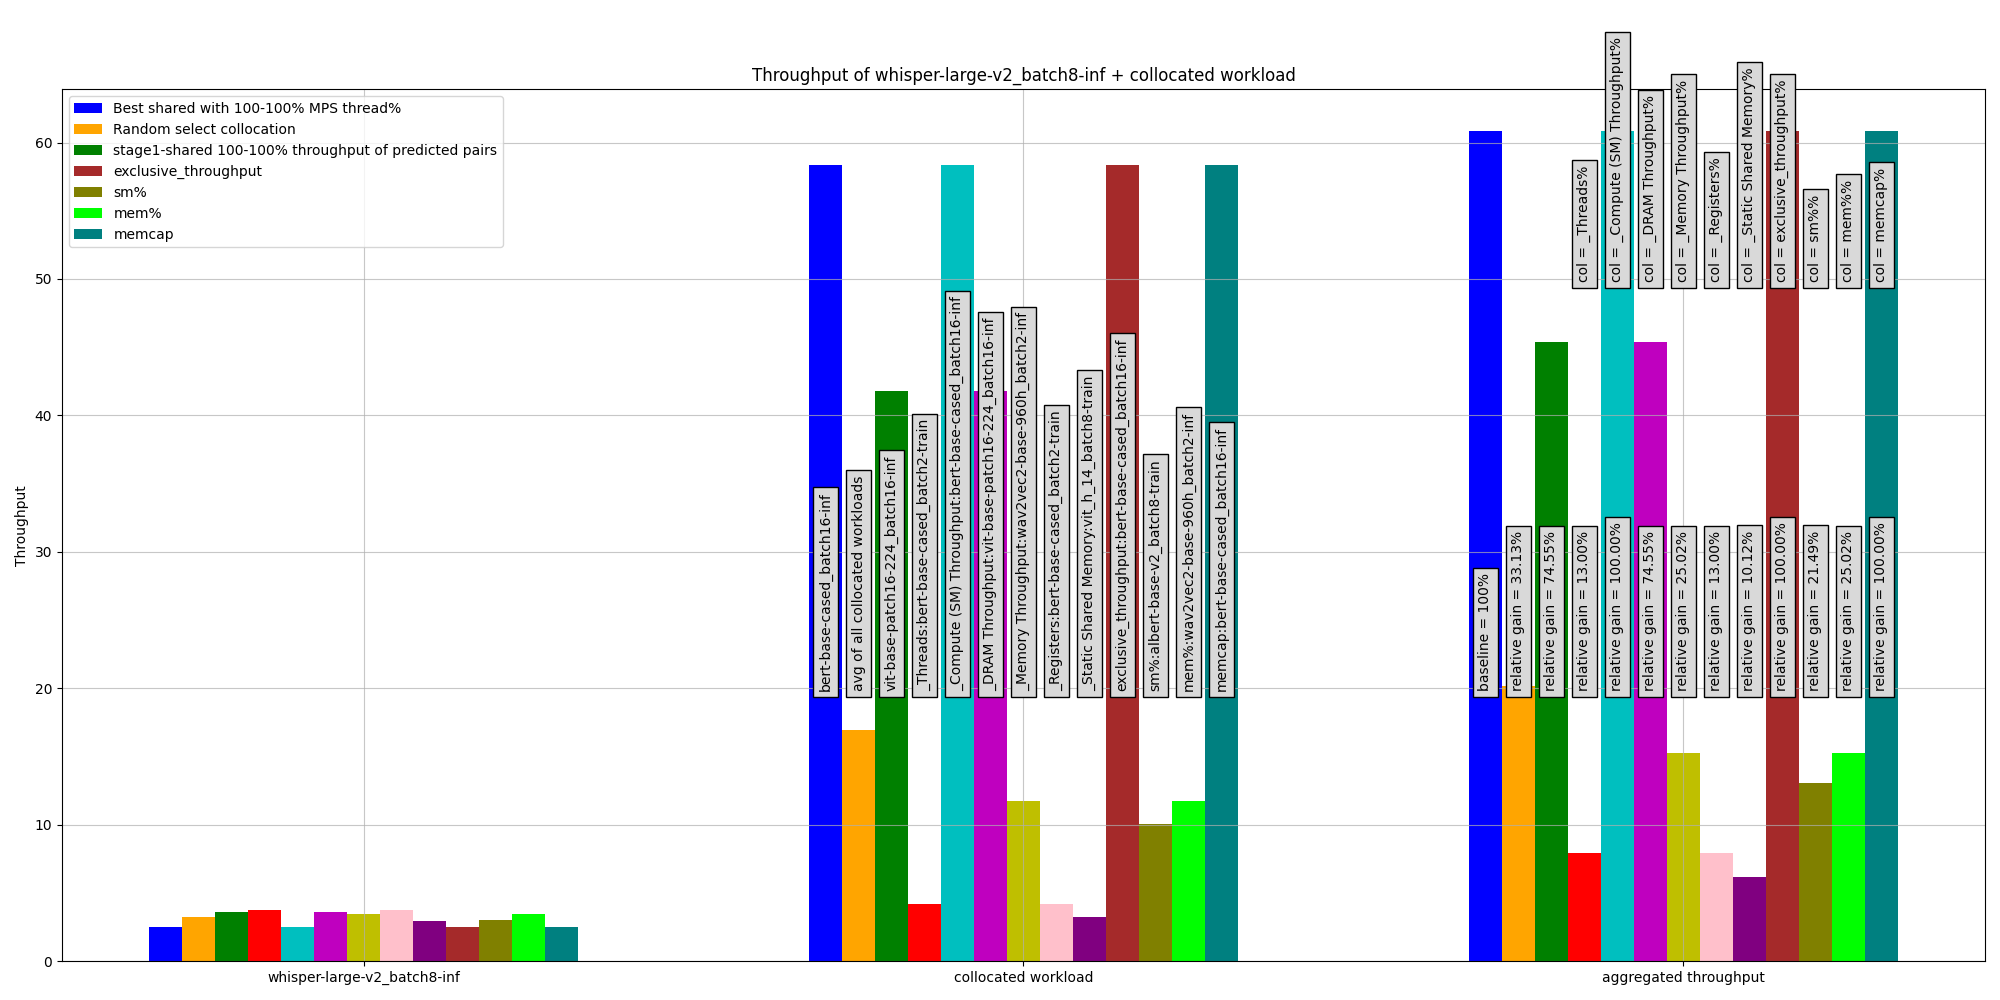 Throughput of whisper-large-v2_batch8-inf + collocated workload
Best shared with 100-100% MPS thread%
Random select collocation
stage1-shared 100-100% throughput of predicted pairs
exclusive_throughput
sm%
mem%
memcap
Throughput
60
50
40
30
20
10
0
bert-base-cased_batch16-inf
avg of all collocated workloads
vit-base-patch16-224_batch16-inf
_Threads:bert-base-cased_batch2-train
_Compute (SM) Throughput:bert-base-cased_batch16-inf
_DRAM Throughput:vit-base-patch16-224_batch16-inf
_Memory Throughput:wav2vec2-base-960h_batch2-inf
_Registers:bert-base-cased_batch2-train
_Static Shared Memory:vit_h_14_batch8-train
exclusive_throughput:bert-base-cased_batch16-inf
sm%:albert-base-v2_batch8-train
mem%:wav2vec2-base-960h_batch2-inf
memcap:bert-base-cased_batch16-inf
col = _Threads%
col = _Compute (SM) Throughput%
col = _DRAM Throughput%
col = _Memory Throughput%
col = _Registers%
col = _Static Shared Memory%
col = exclusive_throughput%
col = sm%%
col = mem%%
col = memcap%
baseline = 100%
relative gain = 33.13%
relative gain = 74.55%
relative gain = 13.00%
relative gain = 100.00%
relative gain = 74.55%
relative gain = 25.02%
relative gain = 13.00%
relative gain = 10.12%
relative gain = 100.00%
relative gain = 21.49%
relative gain = 25.02%
relative gain = 100.00%
whisper-large-v2_batch8-inf
collocated workload
aggregated throughput